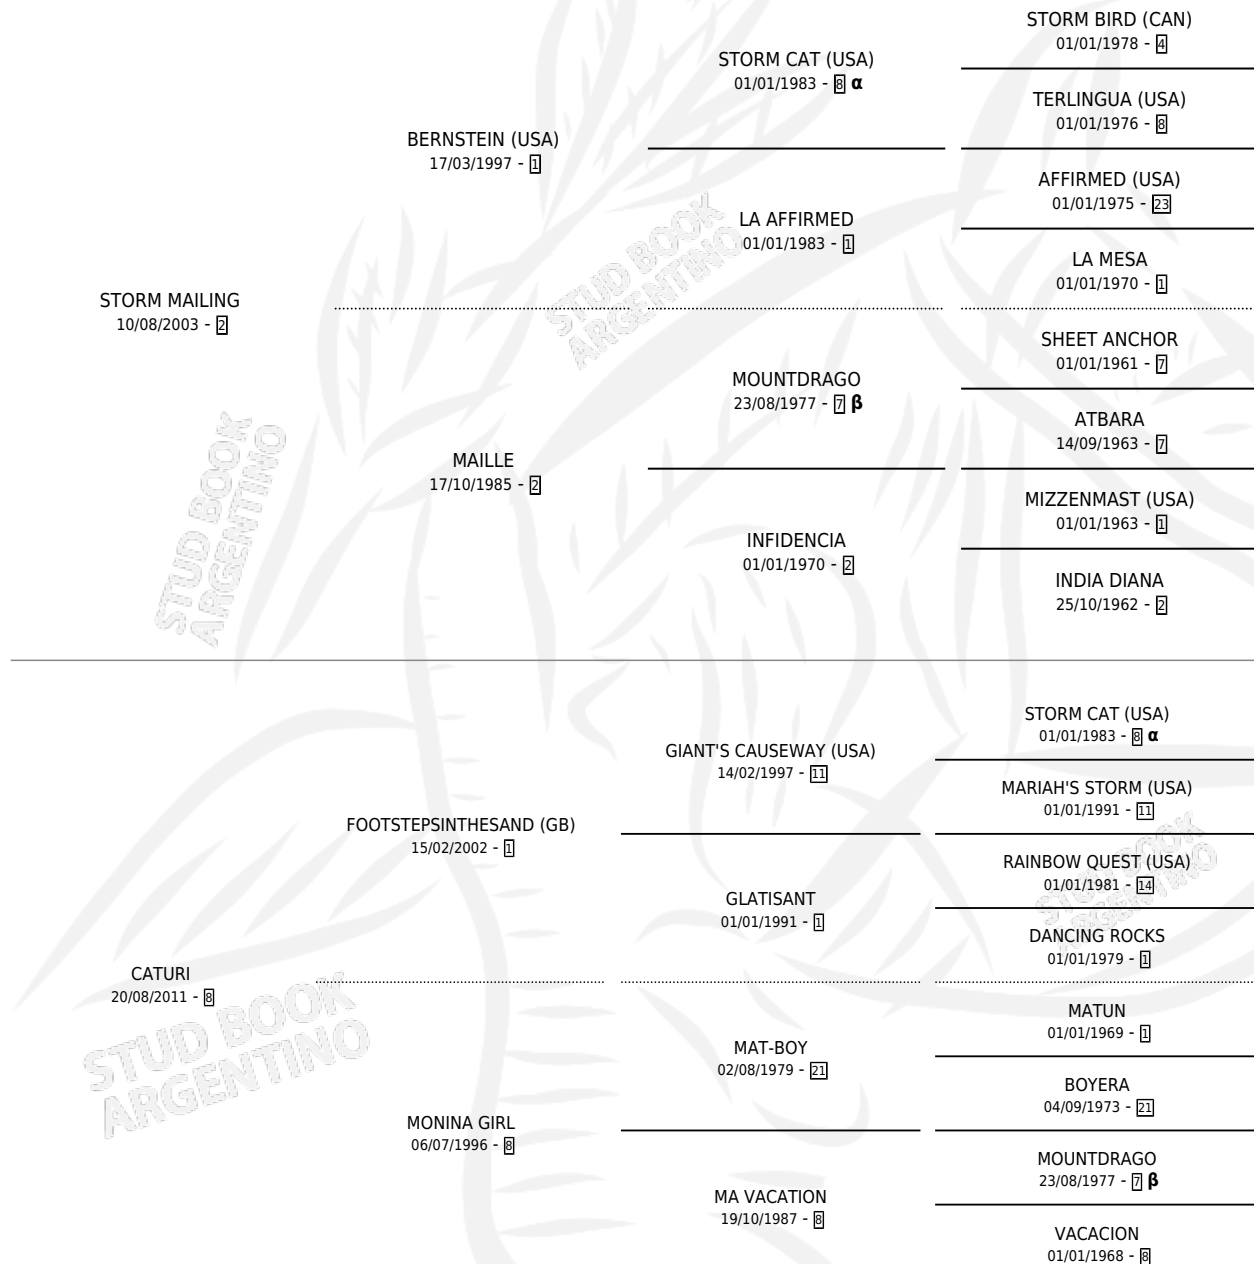 STORM BIRD (CAN)
01/01/1978 - 4
STORM CAT (USA)
01/01/1983 - 8 α
TERLINGUA (USA)
01/01/1976 - 8
BERNSTEIN (USA)
17/03/1997 - 1
AFFIRMED (USA)
01/01/1975 - 23
LA AFFIRMED
01/01/1983 - 1
LA MESA
01/01/1970 - 1
STORM MAILING
10/08/2003 - 2
SHEET ANCHOR
01/01/1961 - 7
MOUNTDRAGO
23/08/1977 - 7 β
ATBARA
14/09/1963 - 7
MAILLE
17/10/1985 - 2
MIZZENMAST (USA)
01/01/1963 - 1
INFIDENCIA
01/01/1970 - 2
INDIA DIANA
25/10/1962 - 2
STORM CAT (USA)
01/01/1983 - 8 α
GIANT'S CAUSEWAY (USA)
14/02/1997 - 11
MARIAH'S STORM (USA)
01/01/1991 - 11
FOOTSTEPSINTHESAND (GB)
15/02/2002 - 1
RAINBOW QUEST (USA)
01/01/1981 - 14
GLATISANT
01/01/1991 - 1
DANCING ROCKS
01/01/1979 - 1
CATURI
20/08/2011 - 8
MATUN
01/01/1969 - 1
MAT-BOY
02/08/1979 - 21
BOYERA
04/09/1973 - 21
MONINA GIRL
06/07/1996 - 8
MOUNTDRAGO
23/08/1977 - 7 β
MA VACATION
19/10/1987 - 8
VACACION
01/01/1968 - 8
STUD BOOK
ARGENTINO
STUD BOOK
ARGENTINO
STUD BOOK
ARGENTINO
STUD BOOK
ARGENTINO